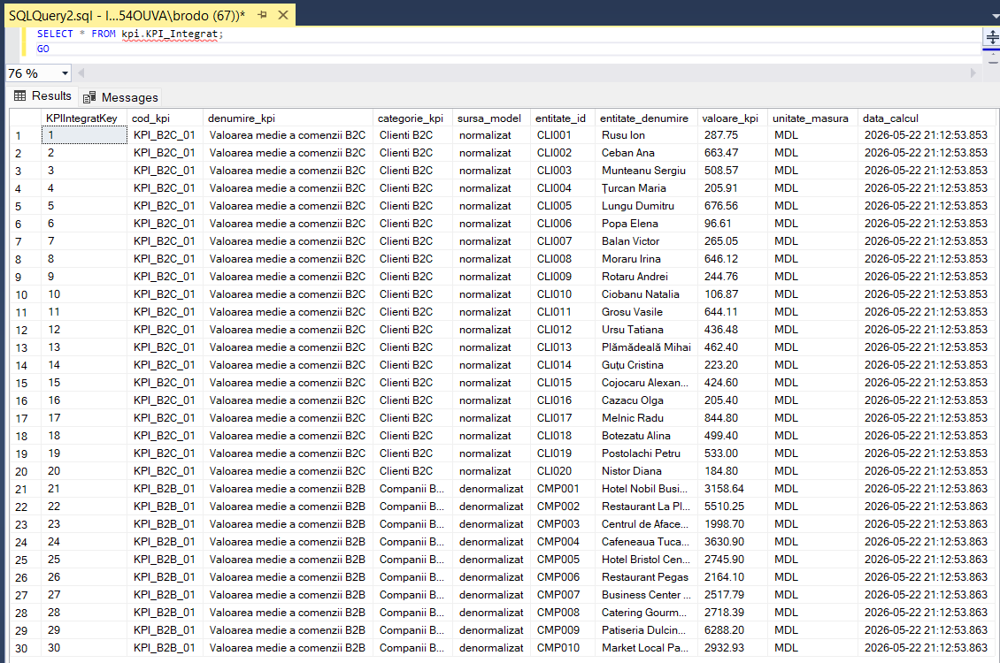 SQLQuery2.sql - I...54OUVA\brodo (67))*
SELECT * FROM kpi.KPI_Integrat;
GO
76 %
Results Messages
KPIIntegratKey cod_kpi denumire_kpi categorie_kpi sursa_model entitate_id entitate_denumire valoare_kpi unitate_masura data_calcul
1 1 KPI_B2C_01 Valoarea medie a comenzii B2C Clienti B2C normalizat CLI001 Rusu Ion 287.75 MDL 2026-05-22 21:12:53.853
2 2 KPI_B2C_01 Valoarea medie a comenzii B2C Clienti B2C normalizat CLI002 Ceban Ana 663.47 MDL 2026-05-22 21:12:53.853
3 3 KPI_B2C_01 Valoarea medie a comenzii B2C Clienti B2C normalizat CLI003 Munteanu Sergiu 508.57 MDL 2026-05-22 21:12:53.853
4 4 KPI_B2C_01 Valoarea medie a comenzii B2C Clienti B2C normalizat CLI004 Țurcan Maria 205.91 MDL 2026-05-22 21:12:53.853
5 5 KPI_B2C_01 Valoarea medie a comenzii B2C Clienti B2C normalizat CLI005 Lungu Dumitru 676.56 MDL 2026-05-22 21:12:53.853
6 6 KPI_B2C_01 Valoarea medie a comenzii B2C Clienti B2C normalizat CLI006 Popa Elena 96.61 MDL 2026-05-22 21:12:53.853
7 7 KPI_B2C_01 Valoarea medie a comenzii B2C Clienti B2C normalizat CLI007 Balan Victor 265.05 MDL 2026-05-22 21:12:53.853
8 8 KPI_B2C_01 Valoarea medie a comenzii B2C Clienti B2C normalizat CLI008 Moraru Irina 646.12 MDL 2026-05-22 21:12:53.853
9 9 KPI_B2C_01 Valoarea medie a comenzii B2C Clienti B2C normalizat CLI009 Rotaru Andrei 244.76 MDL 2026-05-22 21:12:53.853
10 10 KPI_B2C_01 Valoarea medie a comenzii B2C Clienti B2C normalizat CLI010 Ciobanu Natalia 106.87 MDL 2026-05-22 21:12:53.853
11 11 KPI_B2C_01 Valoarea medie a comenzii B2C Clienti B2C normalizat CLI011 Grosu Vasile 644.11 MDL 2026-05-22 21:12:53.853
12 12 KPI_B2C_01 Valoarea medie a comenzii B2C Clienti B2C normalizat CLI012 Ursu Tatiana 436.48 MDL 2026-05-22 21:12:53.853
13 13 KPI_B2C_01 Valoarea medie a comenzii B2C Clienti B2C normalizat CLI013 Plămădeală Mihai 462.40 MDL 2026-05-22 21:12:53.853
14 14 KPI_B2C_01 Valoarea medie a comenzii B2C Clienti B2C normalizat CLI014 Guțu Cristina 223.20 MDL 2026-05-22 21:12:53.853
15 15 KPI_B2C_01 Valoarea medie a comenzii B2C Clienti B2C normalizat CLI015 Cojocaru Alexan... 424.60 MDL 2026-05-22 21:12:53.853
16 16 KPI_B2C_01 Valoarea medie a comenzii B2C Clienti B2C normalizat CLI016 Cazacu Olga 205.40 MDL 2026-05-22 21:12:53.853
17 17 KPI_B2C_01 Valoarea medie a comenzii B2C Clienti B2C normalizat CLI017 Melnic Radu 844.80 MDL 2026-05-22 21:12:53.853
18 18 KPI_B2C_01 Valoarea medie a comenzii B2C Clienti B2C normalizat CLI018 Botezatu Alina 499.40 MDL 2026-05-22 21:12:53.853
19 19 KPI_B2C_01 Valoarea medie a comenzii B2C Clienti B2C normalizat CLI019 Postolachi Petru 533.00 MDL 2026-05-22 21:12:53.853
20 20 KPI_B2C_01 Valoarea medie a comenzii B2C Clienti B2C normalizat CLI020 Nistor Diana 184.80 MDL 2026-05-22 21:12:53.853
21 21 KPI_B2B_01 Valoarea medie a comenzii B2B Companii B... denormalizat CMP001 Hotel Nobil Busi... 3158.64 MDL 2026-05-22 21:12:53.863
22 22 KPI_B2B_01 Valoarea medie a comenzii B2B Companii B... denormalizat CMP002 Restaurant La Pl... 5510.25 MDL 2026-05-22 21:12:53.863
23 23 KPI_B2B_01 Valoarea medie a comenzii B2B Companii B... denormalizat CMP003 Centrul de Aface... 1998.70 MDL 2026-05-22 21:12:53.863
24 24 KPI_B2B_01 Valoarea medie a comenzii B2B Companii B... denormalizat CMP004 Cafeneaua Tuca... 3630.90 MDL 2026-05-22 21:12:53.863
25 25 KPI_B2B_01 Valoarea medie a comenzii B2B Companii B... denormalizat CMP005 Hotel Bristol Cen... 2745.90 MDL 2026-05-22 21:12:53.863
26 26 KPI_B2B_01 Valoarea medie a comenzii B2B Companii B... denormalizat CMP006 Restaurant Pegas 2164.10 MDL 2026-05-22 21:12:53.863
27 27 KPI_B2B_01 Valoarea medie a comenzii B2B Companii B... denormalizat CMP007 Business Center ... 2517.79 MDL 2026-05-22 21:12:53.863
28 28 KPI_B2B_01 Valoarea medie a comenzii B2B Companii B... denormalizat CMP008 Catering Gourm... 2718.39 MDL 2026-05-22 21:12:53.863
29 29 KPI_B2B_01 Valoarea medie a comenzii B2B Companii B... denormalizat CMP009 Patiseria Dulcin... 6288.20 MDL 2026-05-22 21:12:53.863
30 30 KPI_B2B_01 Valoarea medie a comenzii B2B Companii B... denormalizat CMP010 Market Local Pa... 2932.93 MDL 2026-05-22 21:12:53.863